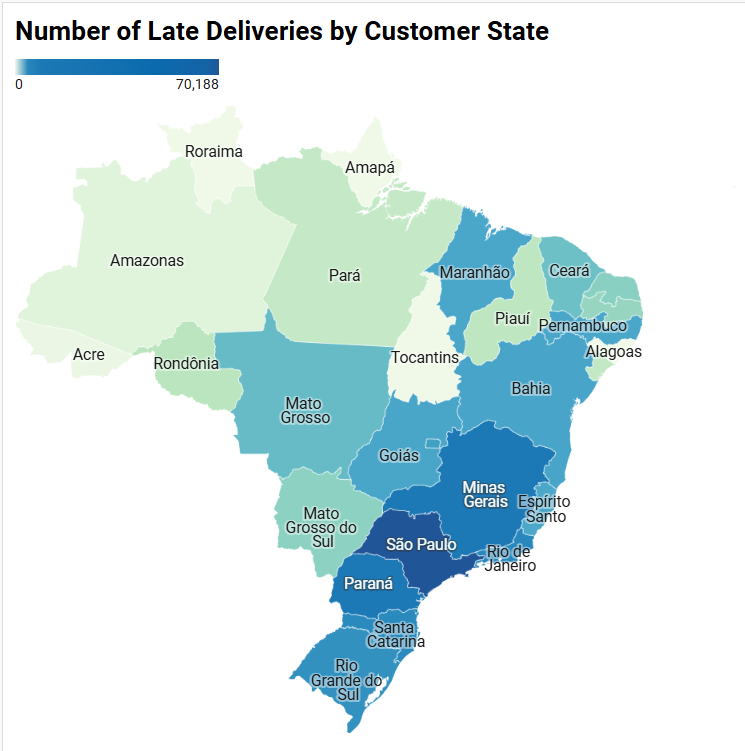 Number of Late Deliveries by Customer State
0 70,188
Roraima
Amapá
Amazonas
Pará
Maranhão
Ceará
Piauí
Pernambuco
Acre
Rondônia
Tocantins
Alagoas
Bahia
Mato
Grosso
Goiás
Minas
Gerais
Espírito
Santo
Mato
Grosso do
Sul
São Paulo
Rio de
Janeiro
Paraná
Santa
Catarina
Rio
Grande do
Sul